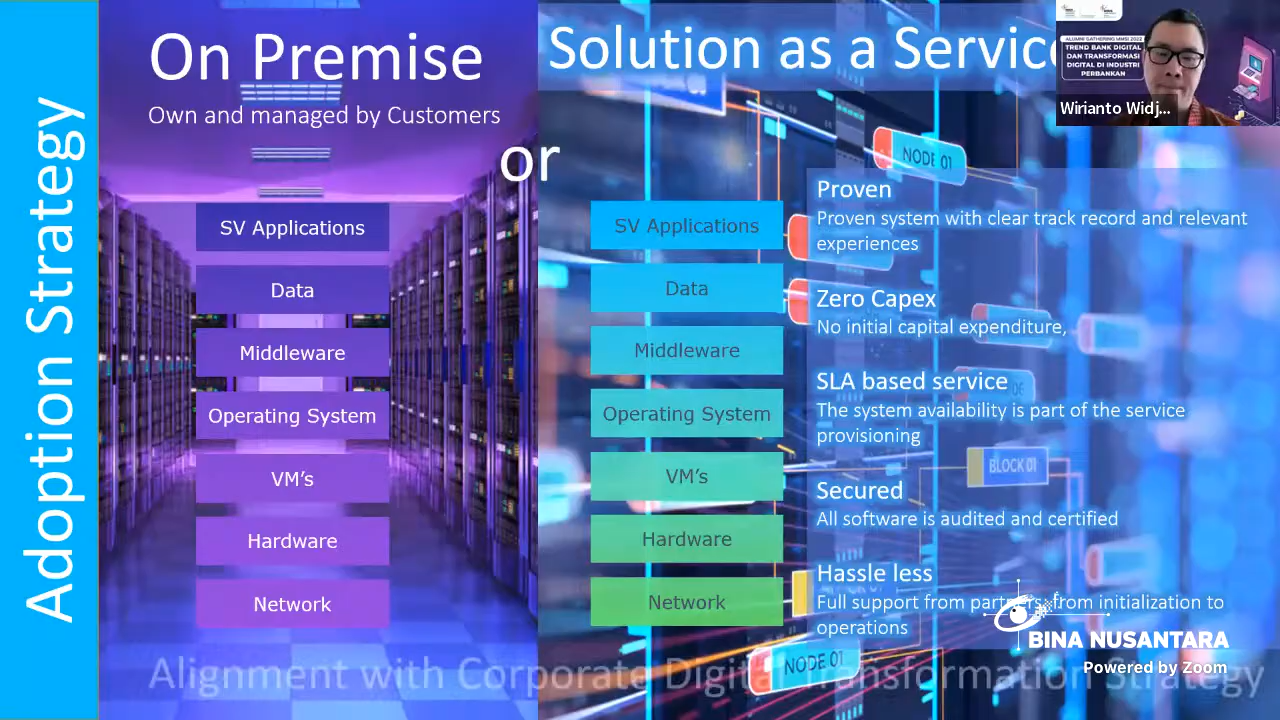 Adoption Strategy
On Premise
Own and managed by Customers
or
Solution as a Service
SV Applications
Data
Middleware
Operating System
VM’s
Hardware
Network
SV Applications
Data
Middleware
Operating System
VM’s
Hardware
Network
Proven
Proven system with clear track record and relevant
experiences
Zero Capex
No initial capital expenditure,
SLA based service
The system availability is part of the service
provisioning
Secured
All software is audited and certified
Hassle less
Full support from partners, from initialization to
operations
NODE 01
BLOCK 01
NODE 01
Alignment with Corporate Digital Transformation Strategy
ALUMNI GATHERING MMSI 2022
TREND BANK DIGITAL
DAN TRANSFORMASI
DIGITAL DI INDUSTRI
PERBANKAN
Wirianto Widj...
BINA NUSANTARA
Powered by Zoom